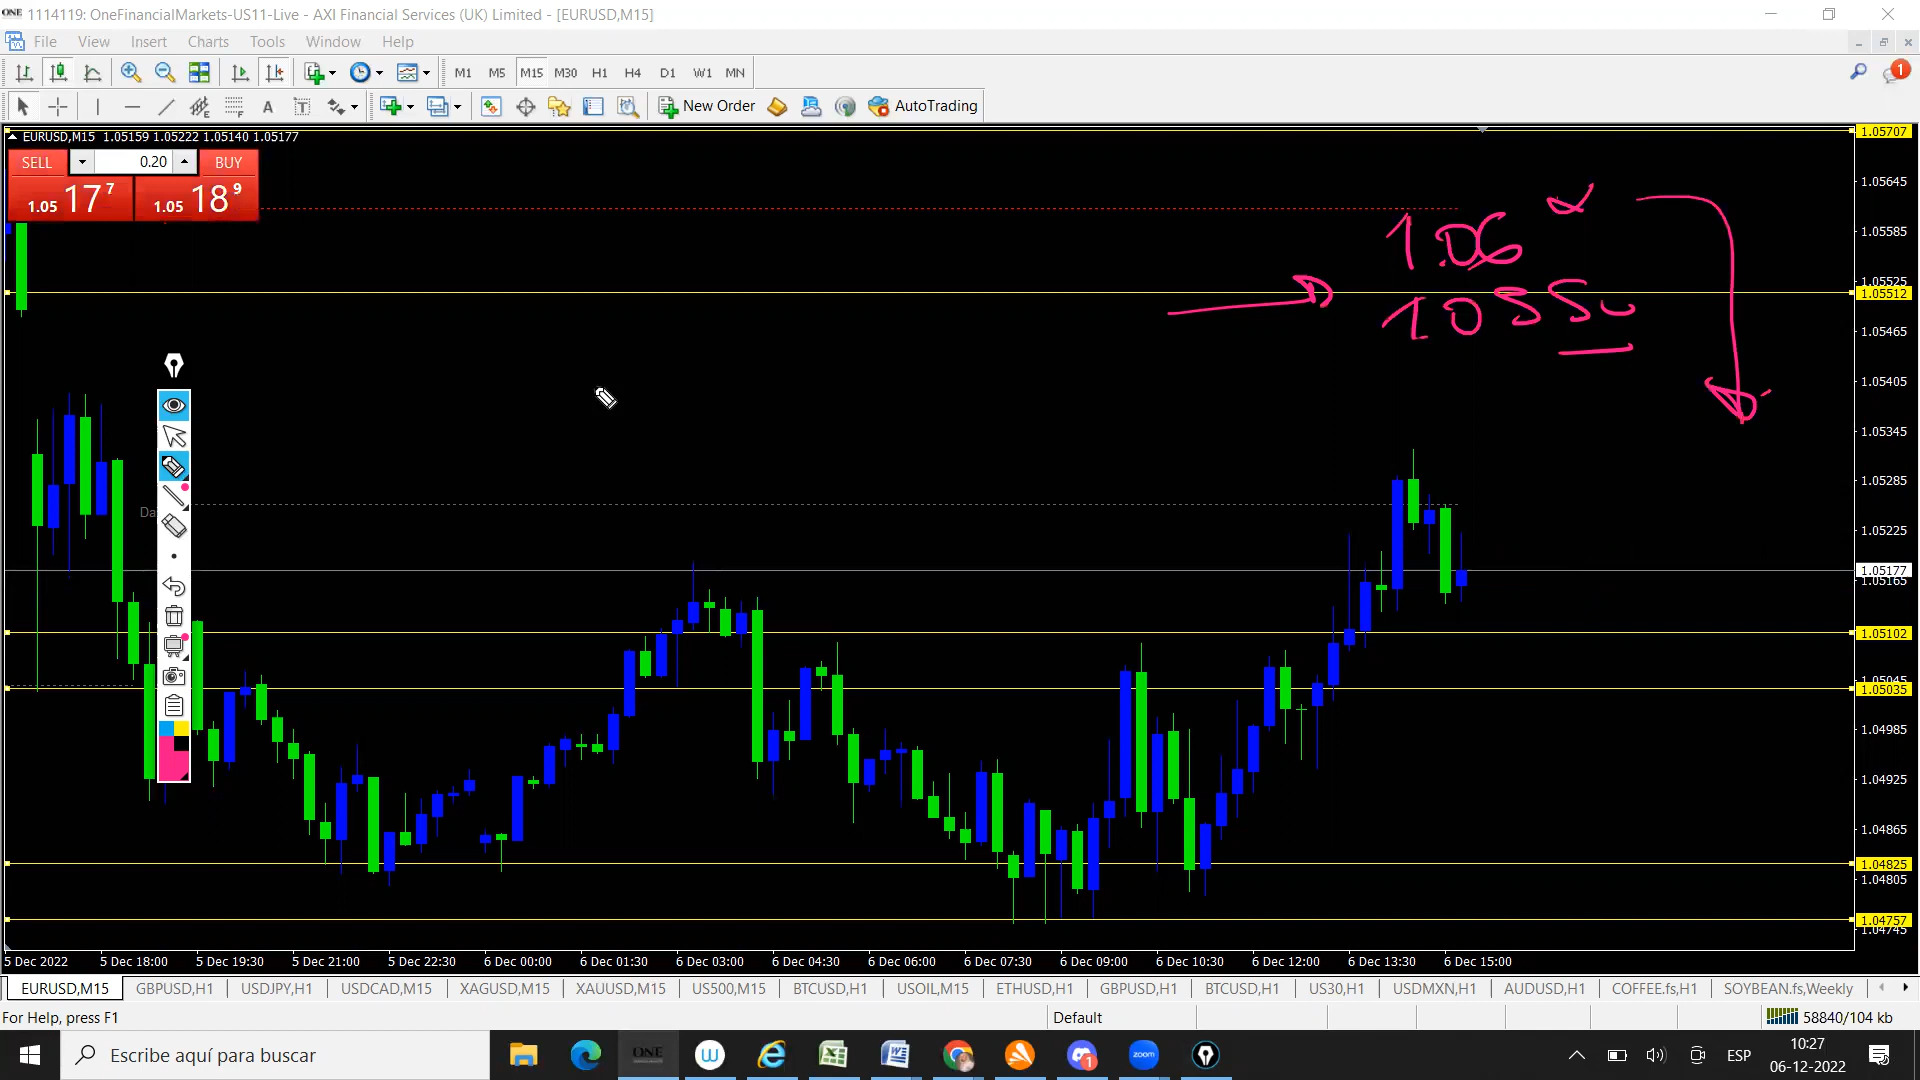 ONE 1114119: OneFinancialMarkets-US11-Live - AXI Financial Services (UK) Limited - [EURUSD,M15]
File View Insert Charts Tools Window Help
M1 M5 M15 M30 H1 H4 D1 W1 MN
1
A T New Order AutoTrading
EURUSD,M15 1.05159 1.05222 1.05140 1.05177
SELL 0.20 BUY
1.05 17 7 1.05 18 9
1.05707
1.05645
1.05585
1.05525
1.05512
1.05465
1.05405
1.05345
1.05285
1.05225
1.05177
1.05165
1.05102
1.05045
1.05035
1.04985
1.04925
1.04865
1.04825
1.04805
1.04757
1.04745
1.06
Da
5 Dec 2022 5 Dec 18:00 5 Dec 19:30 5 Dec 21:00 5 Dec 22:30 6 Dec 00:00 6 Dec 01:30 6 Dec 03:00 6 Dec 04:30 6 Dec 06:00 6 Dec 07:30 6 Dec 09:00 6 Dec 10:30 6 Dec 12:00 6 Dec 13:30 6 Dec 15:00
EURUSD,M15 GBPUSD,H1 USDJPY,H1 USDCAD,M15 XAGUSD,M15 XAUUSD,M15 US500,M15 BTCUSD,H1 USOIL,M15 ETHUSD,H1 GBPUSD,H1 BTCUSD,H1 US30,H1 USDMXN,H1 AUDUSD,H1 COFFEE.fs,H1 SOYBEAN.fs,Weekly
For Help, press F1 Default 58840/104 kb
Escribe aquí para buscar ONE zoom 1 ESP 10:27
06-12-2022